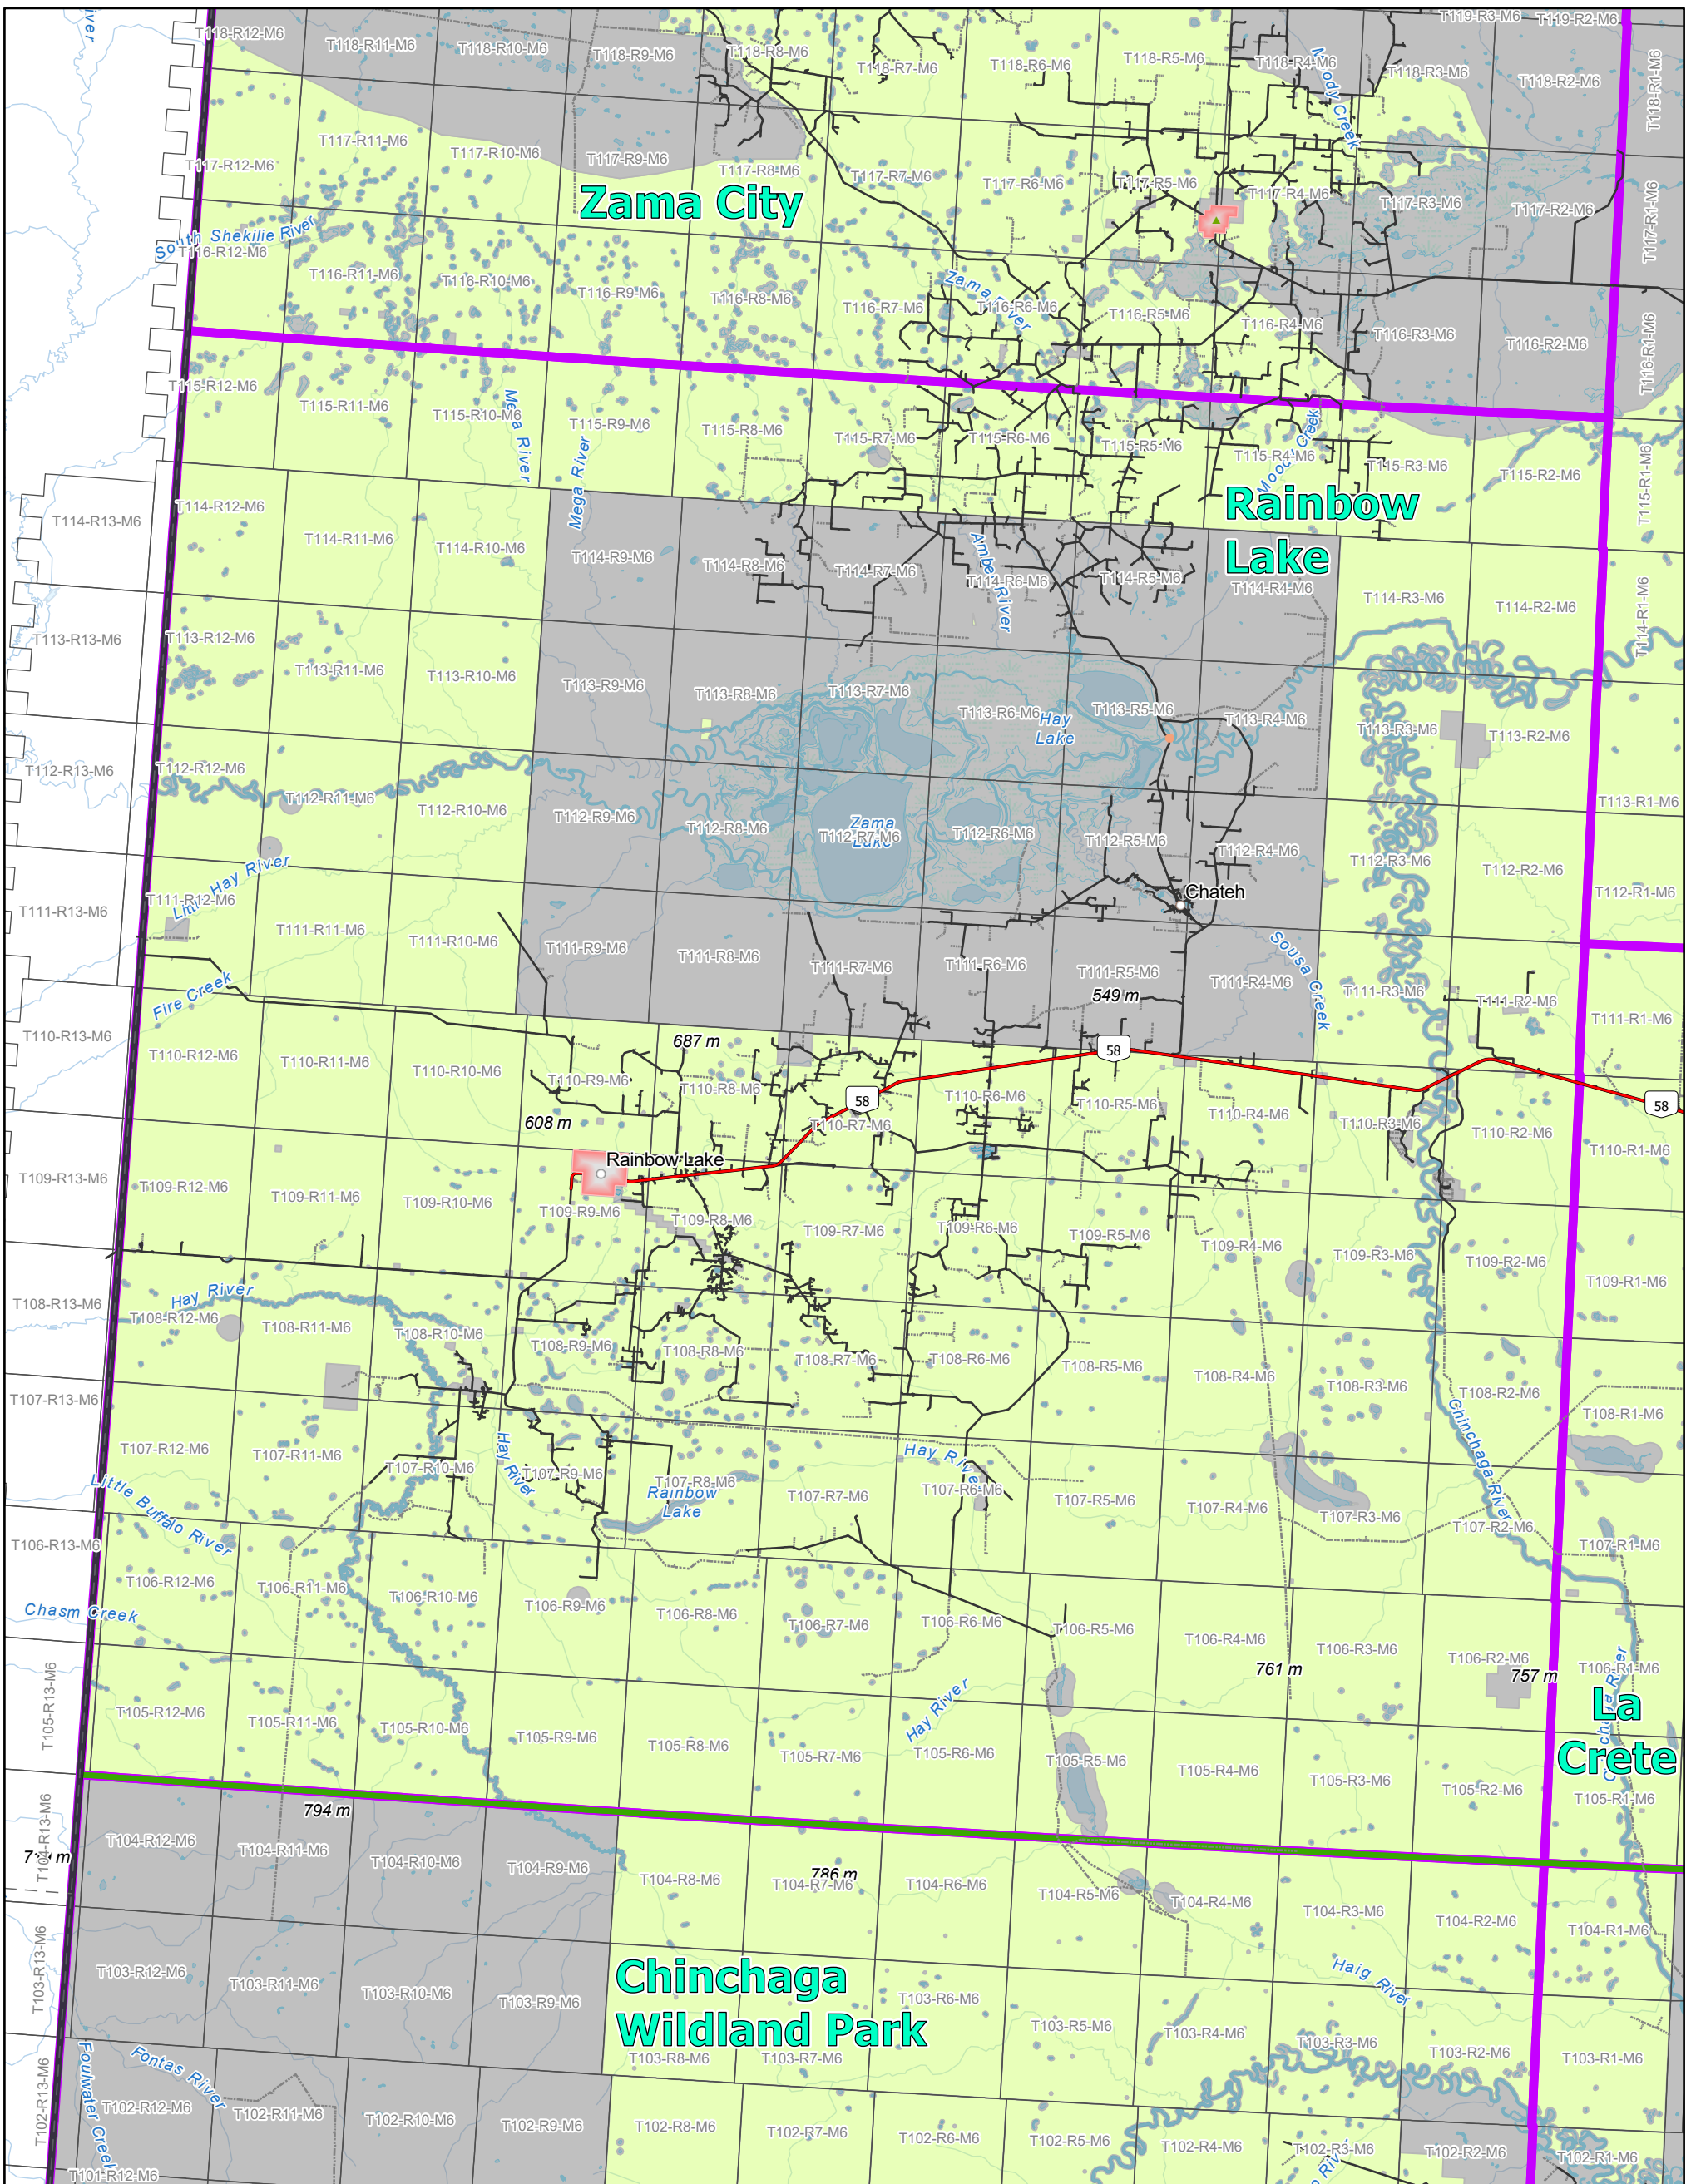 River
T118-R12-M6
T118-R11-M6
T118-R10-M6
T118-R9-M6
T118-R8-M6
T118-R7-M6
T118-R6-M6
T118-R5-M6
T118-R4-M6
T118-R3-M6
T118-R2-M6
T118-R1-M6
T119-R3-M6
T119-R2-M6
Moody Creek
T117-R12-M6
T117-R11-M6
T117-R10-M6
T117-R9-M6
T117-R8-M6
T117-R7-M6
T117-R6-M6
T117-R5-M6
T117-R4-M6
T117-R3-M6
T117-R2-M6
T117-R1-M6
Zama City
South Shekilie River
T116-R12-M6
T116-R11-M6
T116-R10-M6
T116-R9-M6
T116-R8-M6
T116-R7-M6
T116-R6-M6
T116-R5-M6
T116-R4-M6
T116-R3-M6
T116-R2-M6
T116-R1-M6
Zama River
T115-R12-M6
T115-R11-M6
T115-R10-M6
T115-R9-M6
T115-R8-M6
T115-R7-M6
T115-R6-M6
T115-R5-M6
T115-R4-M6
T115-R3-M6
T115-R2-M6
T115-R1-M6
Mea River
Mega River
Moody Creek
Rainbow
Lake
T114-R13-M6
T114-R12-M6
T114-R11-M6
T114-R10-M6
T114-R9-M6
T114-R8-M6
T114-R7-M6
T114-R6-M6
T114-R5-M6
T114-R4-M6
T114-R3-M6
T114-R2-M6
T114-R1-M6
Amber River
T113-R13-M6
T113-R12-M6
T113-R11-M6
T113-R10-M6
T113-R9-M6
T113-R8-M6
T113-R7-M6
T113-R6-M6
T113-R5-M6
T113-R4-M6
T113-R3-M6
T113-R2-M6
T113-R1-M6
Hay
Lake
T112-R13-M6
T112-R12-M6
T112-R11-M6
T112-R10-M6
T112-R9-M6
T112-R8-M6
T112-R7-M6
T112-R6-M6
T112-R5-M6
T112-R4-M6
T112-R3-M6
T112-R2-M6
T112-R1-M6
Zama
Lake
Chateh
Little Hay River
T111-R13-M6
T111-R12-M6
T111-R11-M6
T111-R10-M6
T111-R9-M6
T111-R8-M6
T111-R7-M6
T111-R6-M6
T111-R5-M6
T111-R4-M6
T111-R3-M6
T111-R2-M6
T111-R1-M6
Sousa Creek
549 m
Fire Creek
687 m
58
58
58
T110-R13-M6
T110-R12-M6
T110-R11-M6
T110-R10-M6
T110-R9-M6
T110-R8-M6
T110-R7-M6
T110-R6-M6
T110-R5-M6
T110-R4-M6
T110-R3-M6
T110-R2-M6
T110-R1-M6
608 m
Rainbow Lake
T109-R13-M6
T109-R12-M6
T109-R11-M6
T109-R10-M6
T109-R9-M6
T109-R8-M6
T109-R7-M6
T109-R6-M6
T109-R5-M6
T109-R4-M6
T109-R3-M6
T109-R2-M6
T109-R1-M6
Hay River
T108-R13-M6
T108-R12-M6
T108-R11-M6
T108-R10-M6
T108-R9-M6
T108-R8-M6
T108-R7-M6
T108-R6-M6
T108-R5-M6
T108-R4-M6
T108-R3-M6
T108-R2-M6
T108-R1-M6
T107-R13-M6
T107-R12-M6
T107-R11-M6
T107-R10-M6
T107-R9-M6
T107-R8-M6
T107-R7-M6
T107-R6-M6
T107-R5-M6
T107-R4-M6
T107-R3-M6
T107-R2-M6
T107-R1-M6
Hay River
Hay River
Rainbow
Lake
Chinchaga River
Little Buffalo River
T106-R13-M6
T106-R12-M6
T106-R11-M6
T106-R10-M6
T106-R9-M6
T106-R8-M6
T106-R7-M6
T106-R6-M6
T106-R5-M6
T106-R4-M6
T106-R3-M6
T106-R2-M6
T106-R1-M6
Chasm Creek
761 m
757 m
Hay River
Chinchaga River
La
Crete
T105-R13-M6
T105-R12-M6
T105-R11-M6
T105-R10-M6
T105-R9-M6
T105-R8-M6
T105-R7-M6
T105-R6-M6
T105-R5-M6
T105-R4-M6
T105-R3-M6
T105-R2-M6
T105-R1-M6
794 m
786 m
T104-R13-M6
T104-R12-M6
T104-R11-M6
T104-R10-M6
T104-R9-M6
T104-R8-M6
T104-R7-M6
T104-R6-M6
T104-R5-M6
T104-R4-M6
T104-R3-M6
T104-R2-M6
T104-R1-M6
Chinchaga
Wildland Park
Haig River
T103-R13-M6
T103-R12-M6
T103-R11-M6
T103-R10-M6
T103-R9-M6
T103-R8-M6
T103-R7-M6
T103-R6-M6
T103-R5-M6
T103-R4-M6
T103-R3-M6
T103-R2-M6
T103-R1-M6
Foulwater Creek
Fontas River
T102-R13-M6
T102-R12-M6
T102-R11-M6
T102-R10-M6
T102-R9-M6
T102-R8-M6
T102-R7-M6
T102-R6-M6
T102-R5-M6
T102-R4-M6
T102-R3-M6
T102-R2-M6
T102-R1-M6
T101-R12-M6